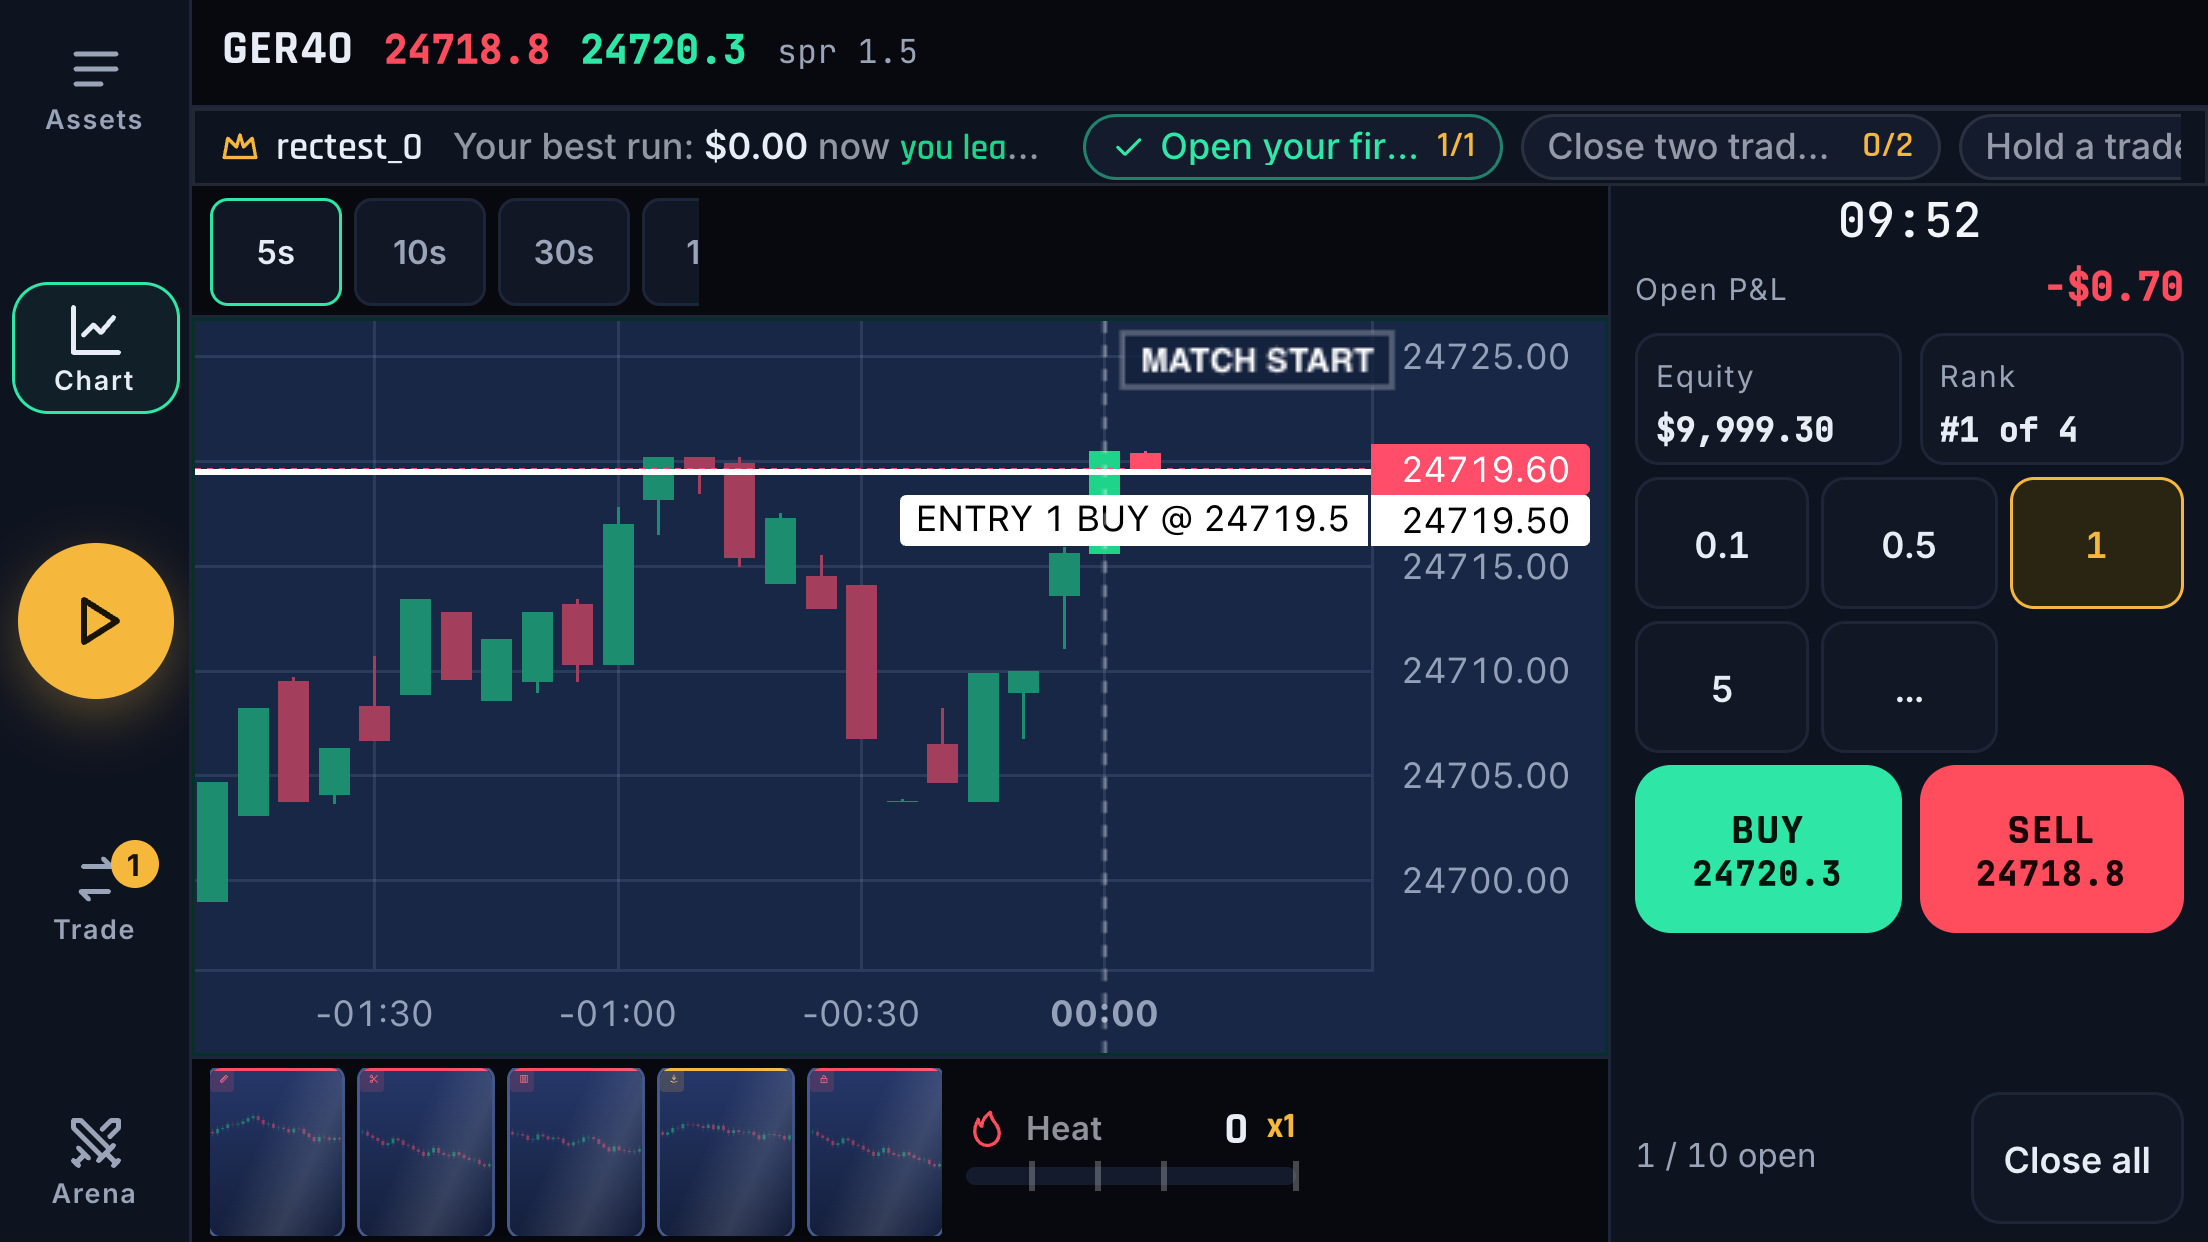 Assets
Chart
1
Trade
Arena
GER40 24718.8 24720.3 spr 1.5
rectest_0 Your best run: $0.00 now you lea...
Open your fir... 1/1
Close two trad... 0/2
Hold a trade
5s
10s
30s
1
MATCH START
24725.00
24719.60
ENTRY 1 BUY @ 24719.5
24719.50
24715.00
24710.00
24705.00
24700.00
-01:30
-01:00
-00:30
00:00
Heat 0 x1
09:52
Open P&L -$0.70
Equity
$9,999.30
Rank
#1 of 4
0.1
0.5
1
5
...
BUY
24720.3
SELL
24718.8
1 / 10 open
Close all